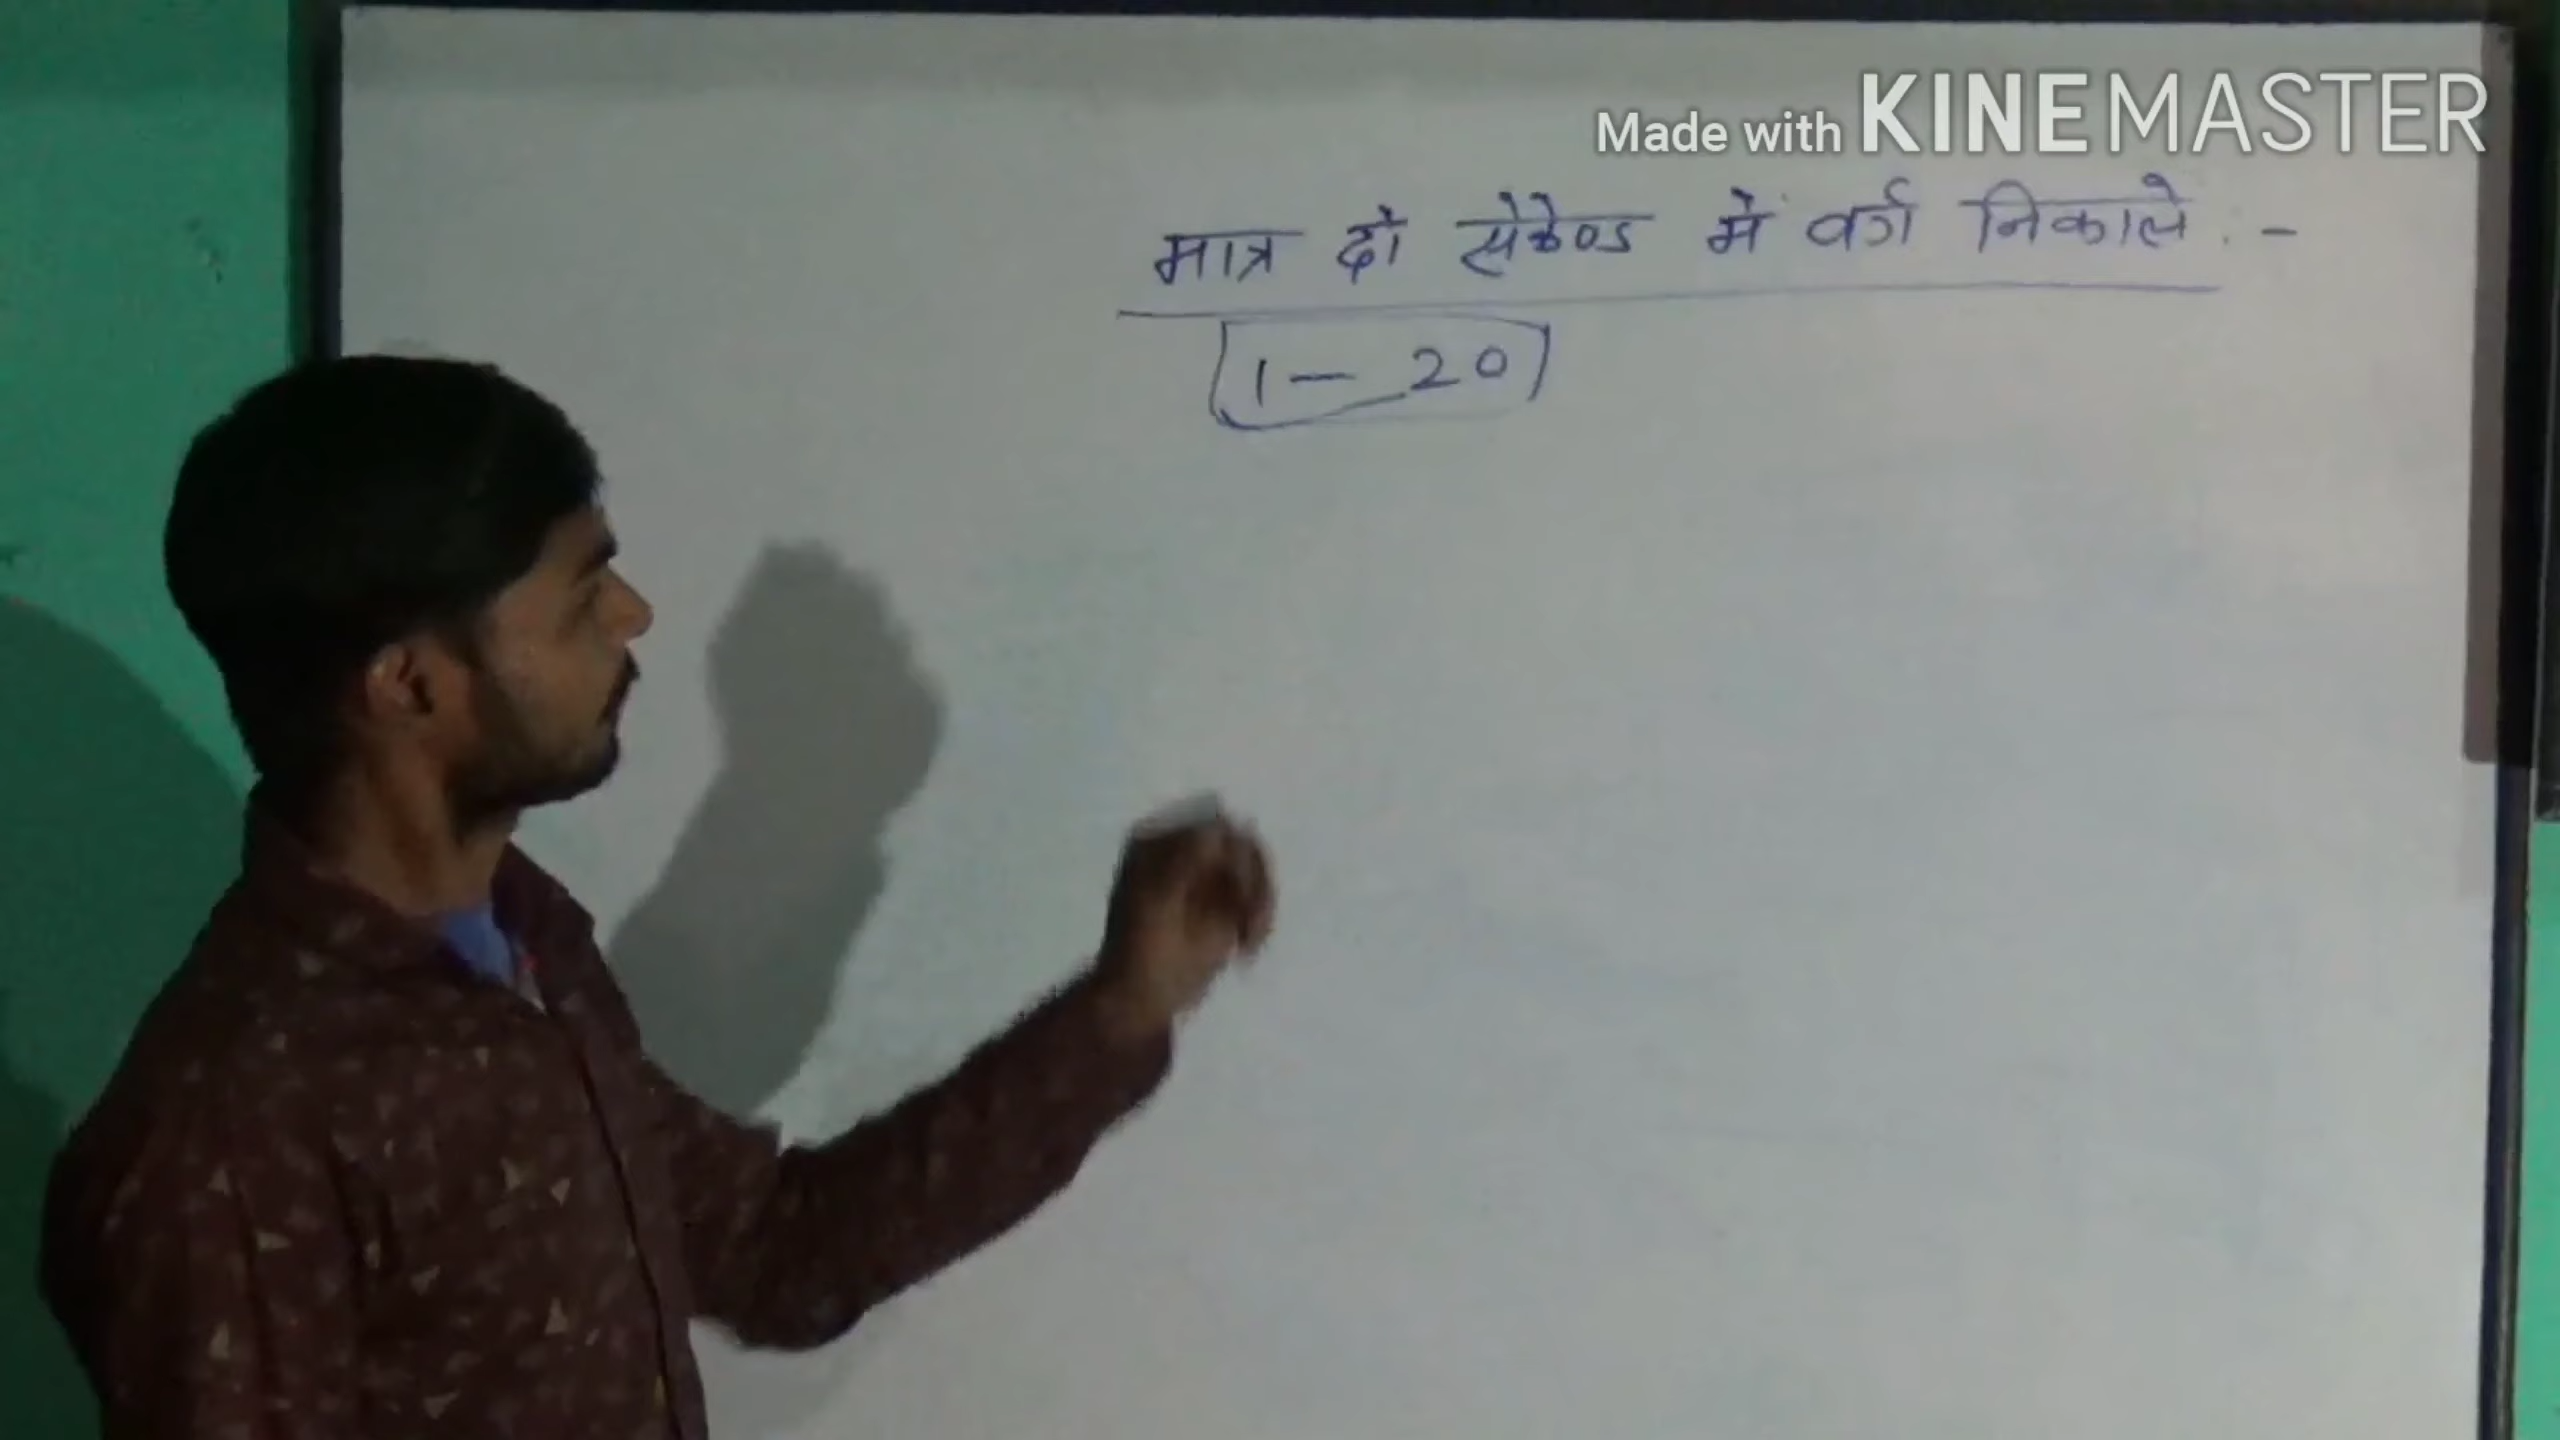 Made with KINEMASTER
मात्र दो सेकेण्ड में वर्ग निकाले :-
1 — 20